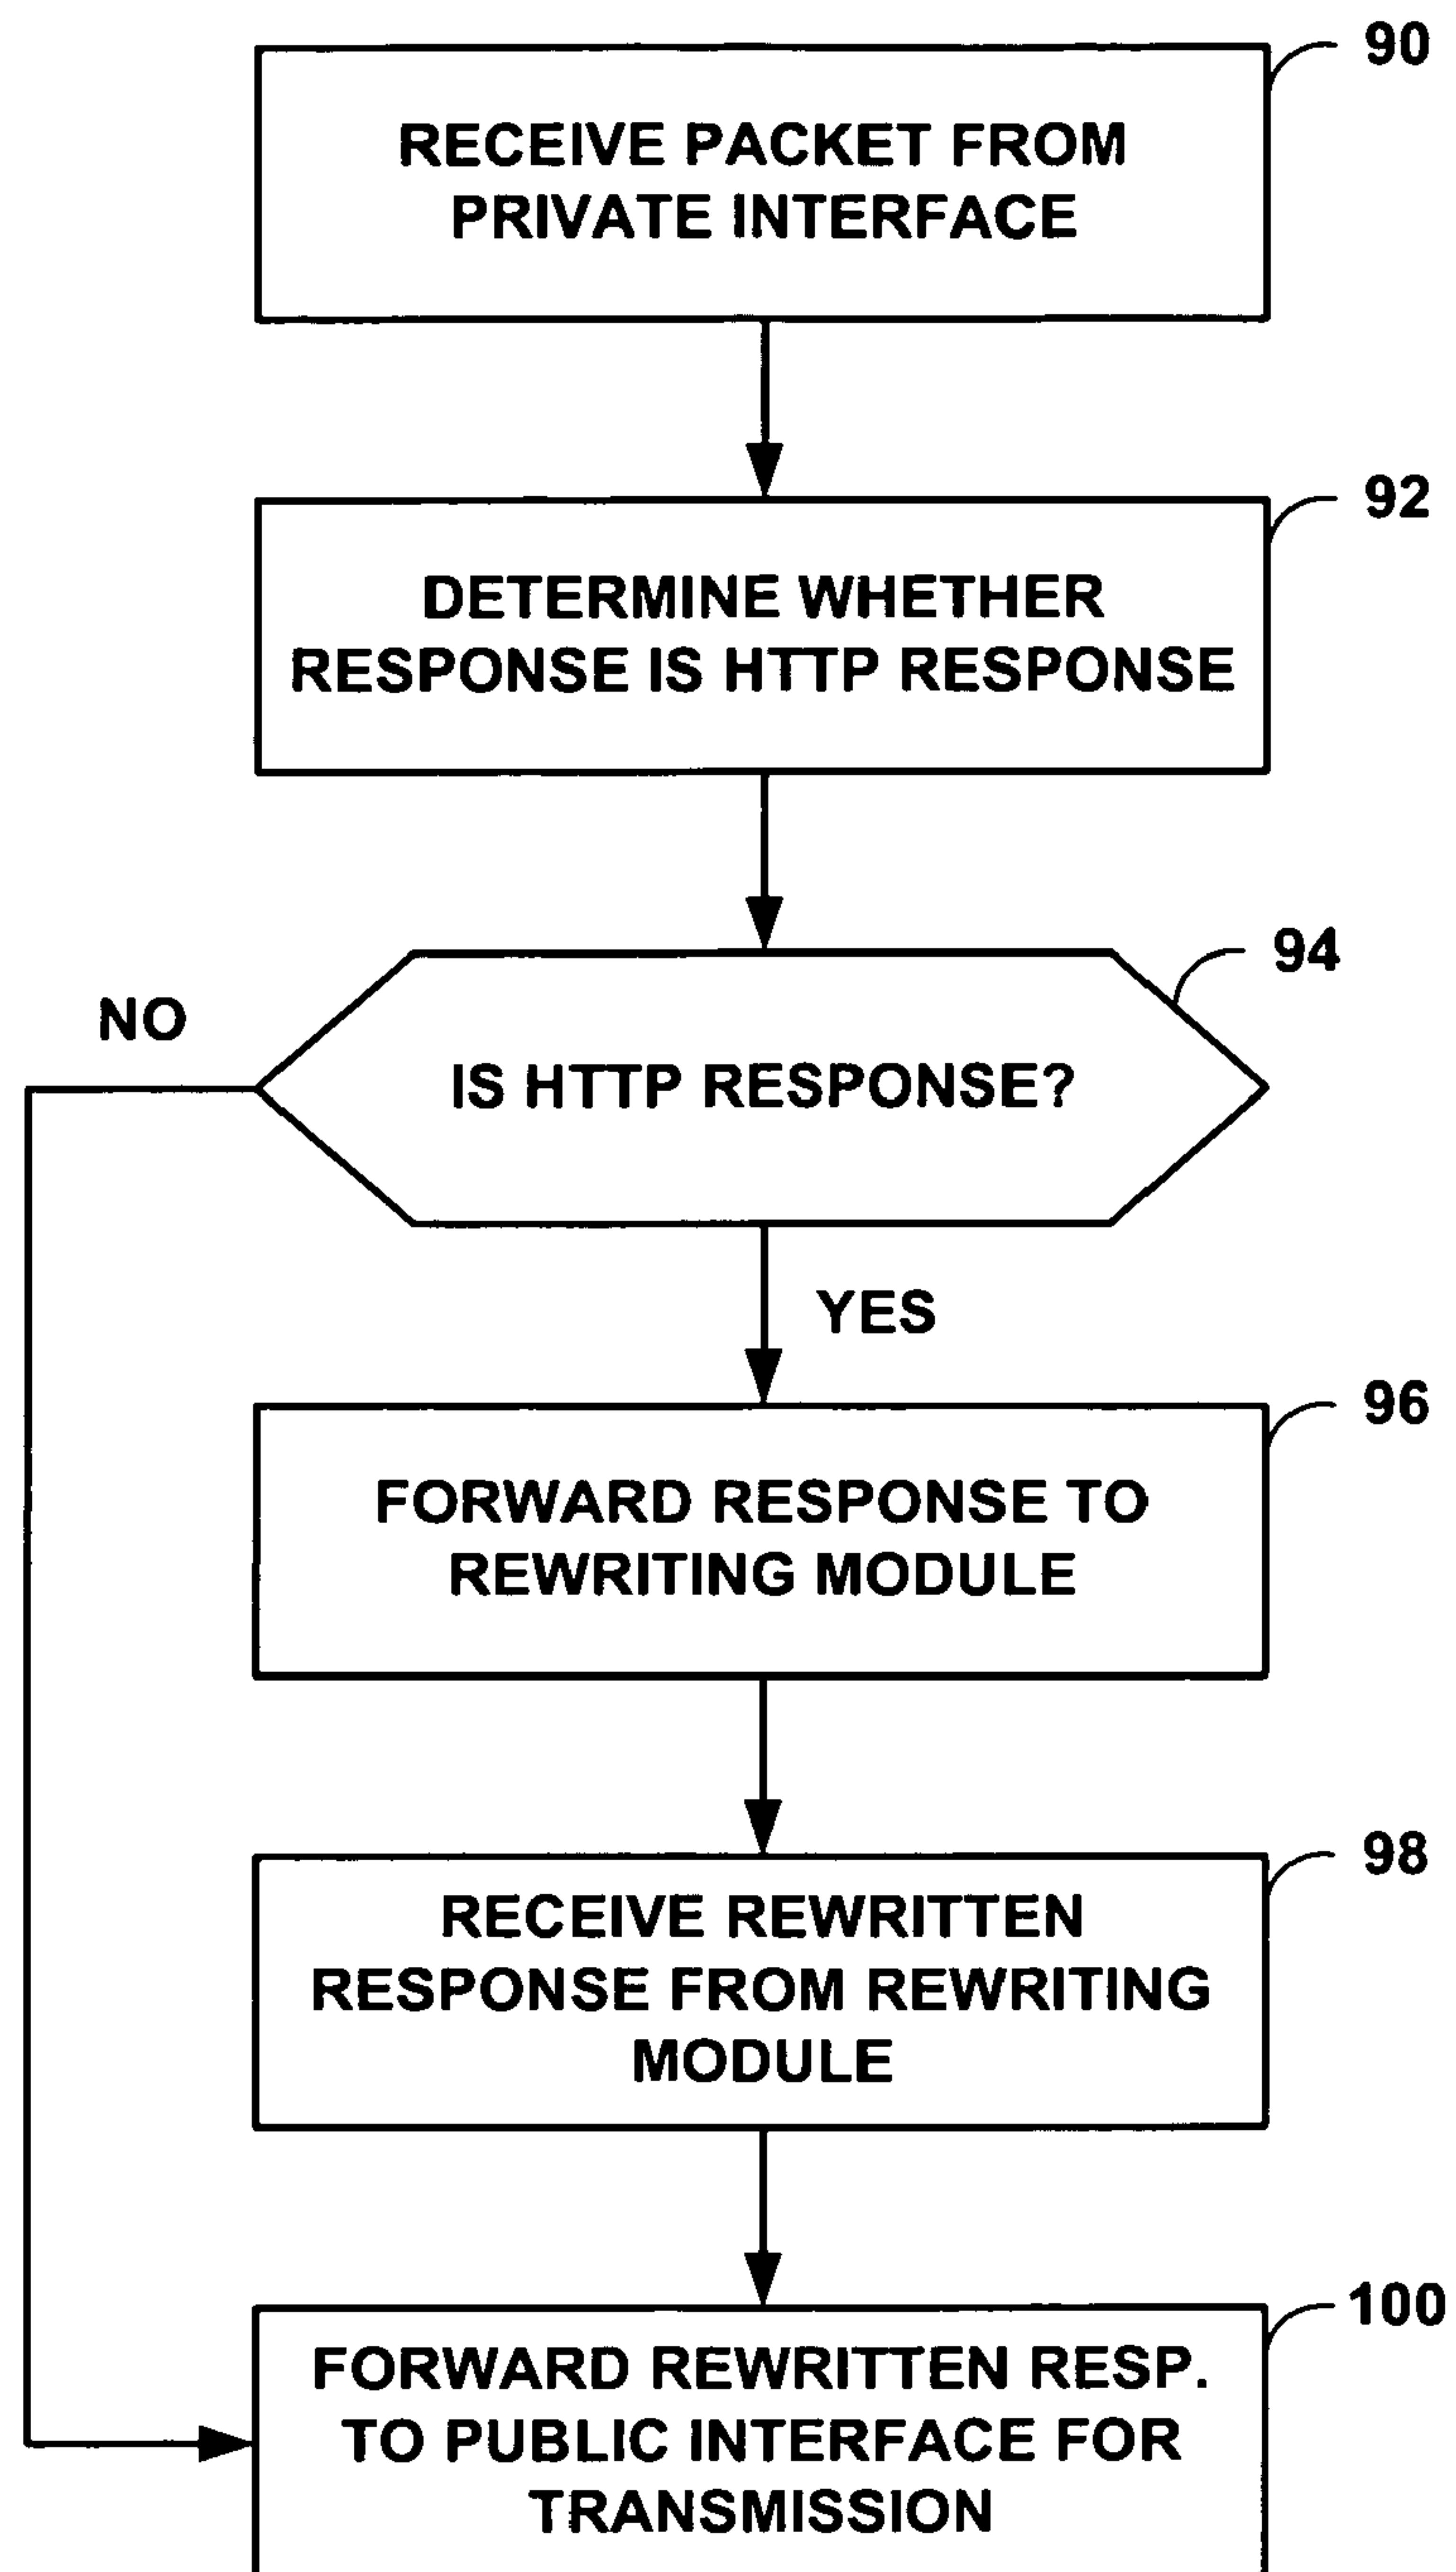 90
RECEIVE PACKET FROM
PRIVATE INTERFACE
92
DETERMINE WHETHER
RESPONSE IS HTTP RESPONSE
94
NO
IS HTTP RESPONSE?
YES
96
FORWARD RESPONSE TO
REWRITING MODULE
98
RECEIVE REWRITTEN
RESPONSE FROM REWRITING
MODULE
100
FORWARD REWRITTEN RESP.
TO PUBLIC INTERFACE FOR
TRANSMISSION